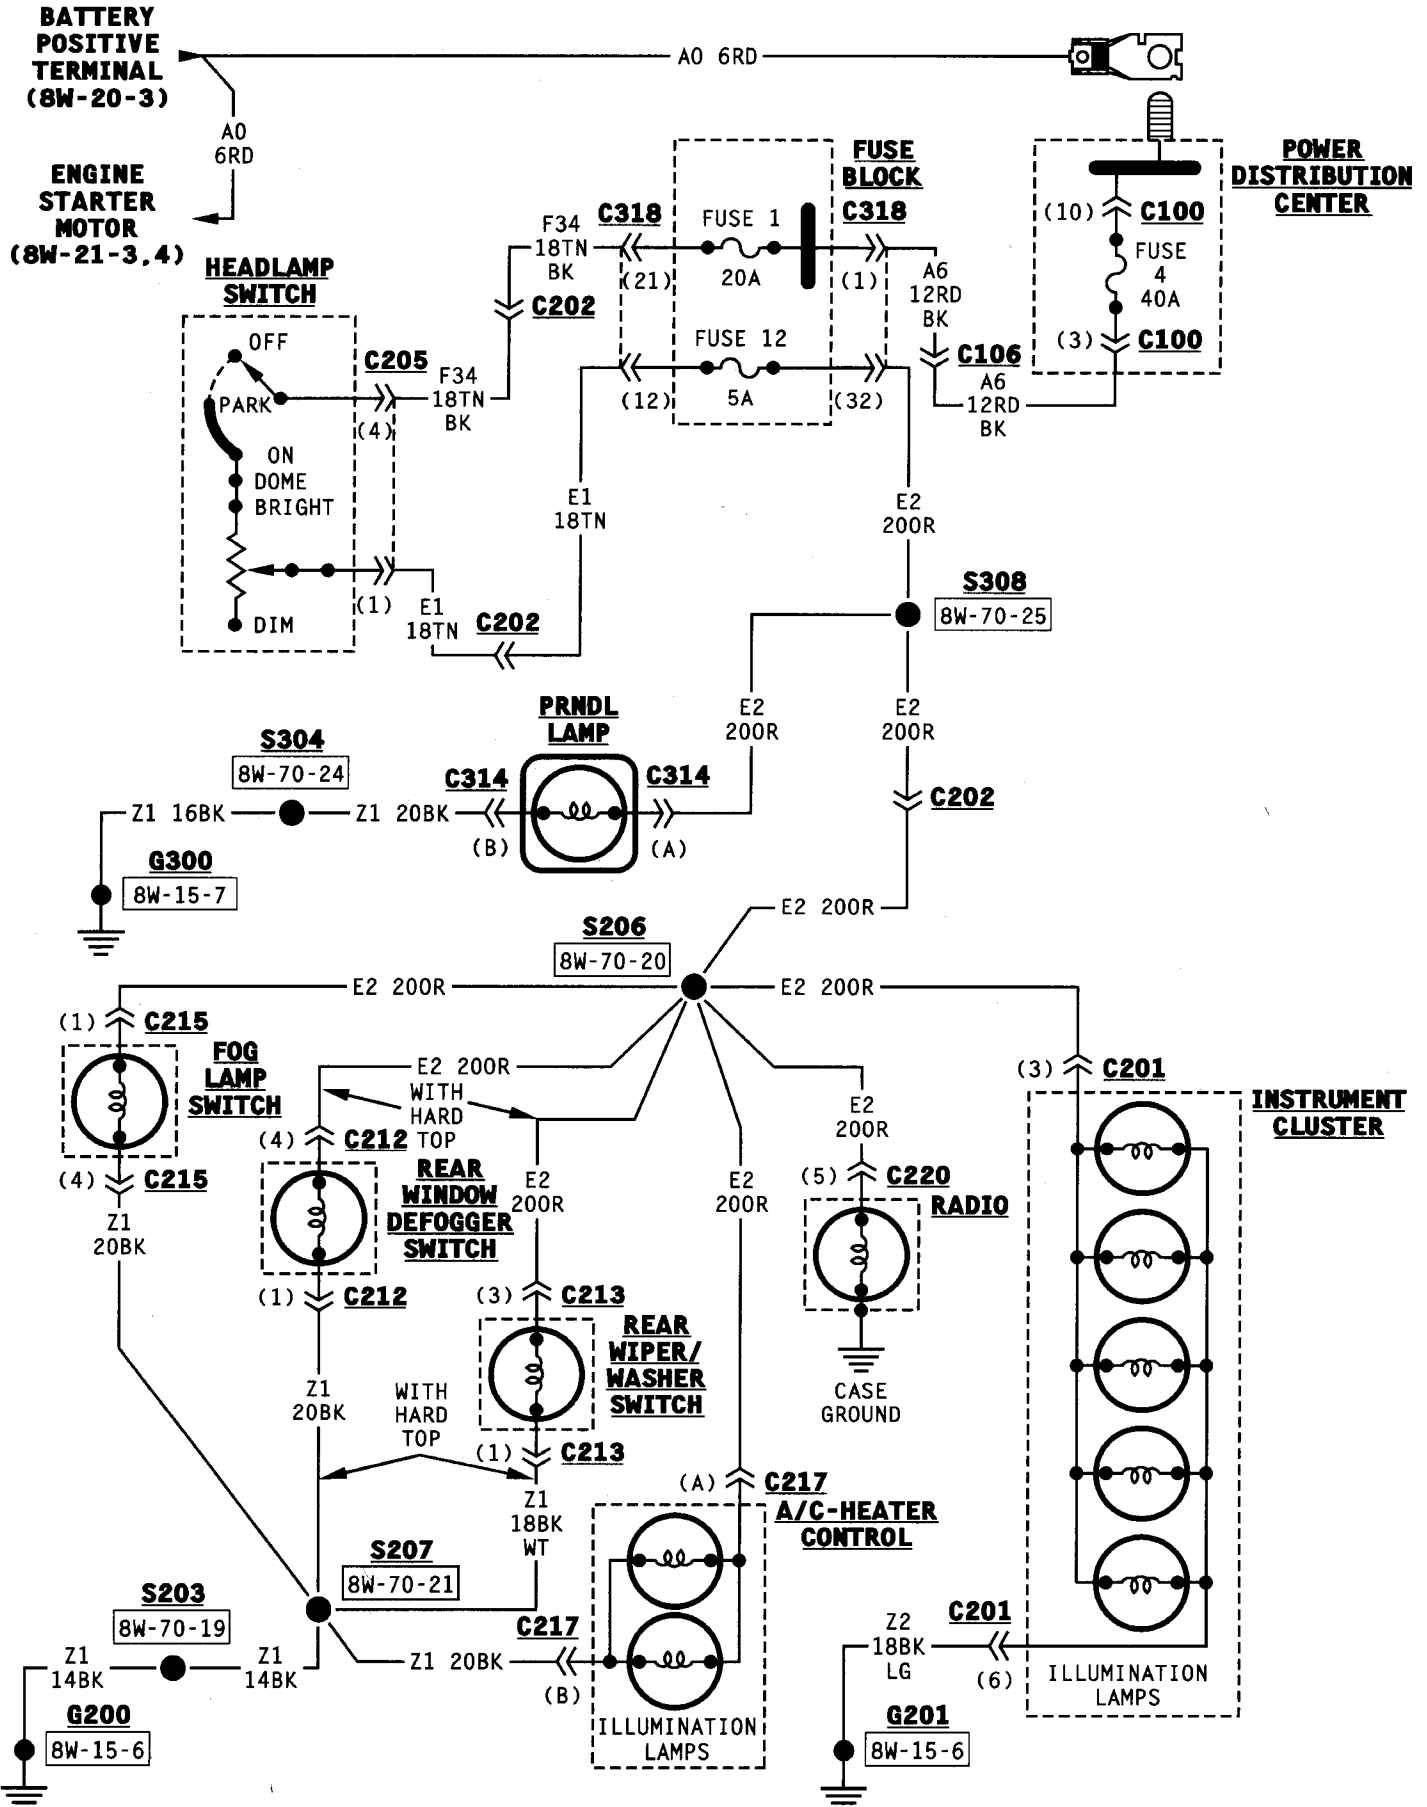 BATTERY
POSITIVE
TERMINAL
(8W-20-3)
A0 6RD
A0
6RD
ENGINE
STARTER
MOTOR
(8W-21-3,4)
POWER
DISTRIBUTION
CENTER
(10)
C100
FUSE
4
40A
(3)
C100
FUSE
BLOCK
C318
C318
FUSE 1
20A
(21)
(1)
FUSE 12
5A
(12)
(32)
F34
18TN
BK
C202
A6
12RD
BK
C106
A6
12RD
BK
HEADLAMP
SWITCH
OFF
PARK
ON
DOME
BRIGHT
DIM
C205
(4)
F34
18TN
BK
(1)
E1
18TN
C202
E1
18TN
E2
20OR
S308
8W-70-25
E2
20OR
E2
20OR
C202
PRNDL
LAMP
C314
C314
(B)
(A)
S304
8W-70-24
Z1 16BK
Z1 20BK
G300
8W-15-7
E2 20OR
S206
8W-70-20
E2 20OR
E2 20OR
(1)
C215
FOG
LAMP
SWITCH
(4)
C215
Z1
20BK
E2 20OR
WITH
HARD
TOP
(4)
C212
REAR
WINDOW
DEFOGGER
SWITCH
(1)
C212
Z1
20BK
E2
20OR
(3)
C213
REAR
WIPER/
WASHER
SWITCH
(1)
C213
WITH
HARD
TOP
Z1
18BK
WT
E2
20OR
(A)
C217
A/C-HEATER
CONTROL
E2
20OR
(5)
C220
RADIO
CASE
GROUND
(3)
C201
INSTRUMENT
CLUSTER
S207
8W-70-21
S203
8W-70-19
Z1
14BK
Z1
14BK
G200
8W-15-6
C217
Z1 20BK
(B)
ILLUMINATION
LAMPS
C201
Z2
18BK
LG
(6)
ILLUMINATION
LAMPS
G201
8W-15-6